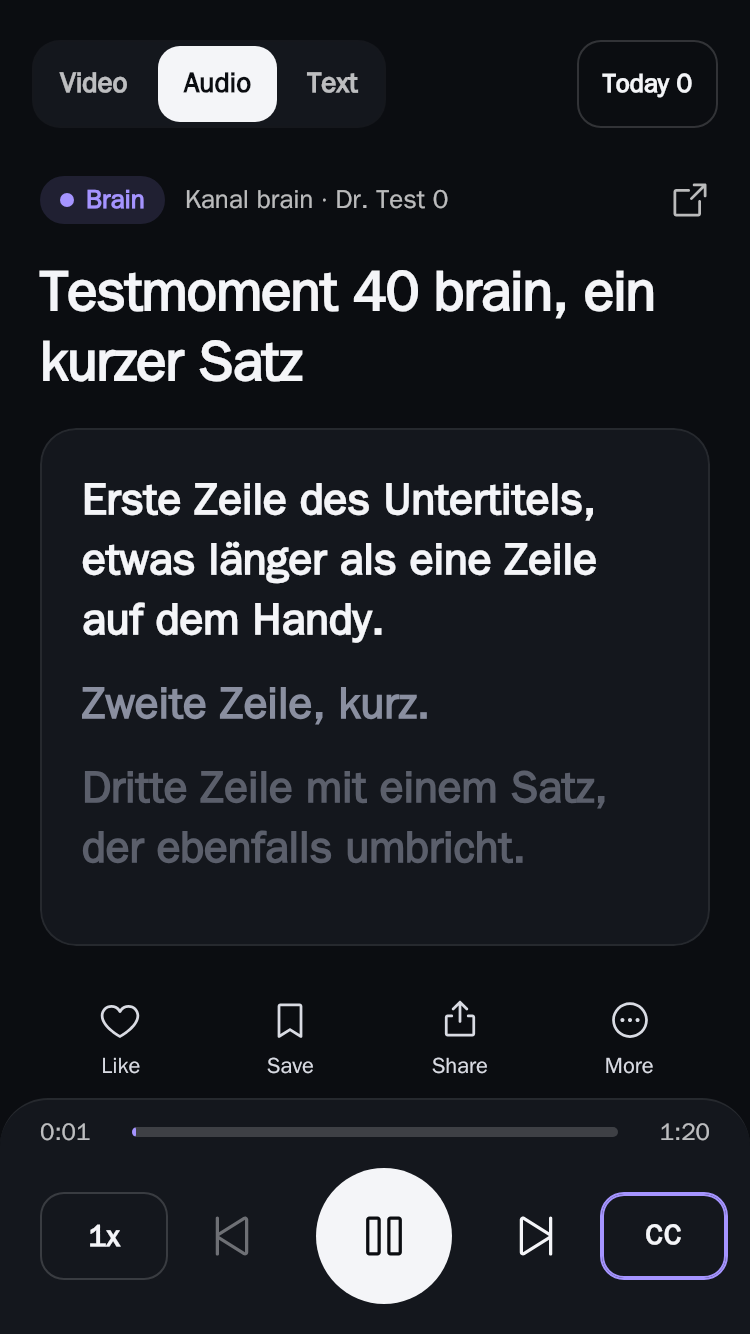 Video Audio Text Today 0
Brain Kanal brain · Dr. Test 0
Testmoment 40 brain, ein
kurzer Satz
Erste Zeile des Untertitels,
etwas länger als eine Zeile
auf dem Handy.
Zweite Zeile, kurz.
Dritte Zeile mit einem Satz,
der ebenfalls umbricht.
Like Save Share More
0:01 1:20
1x CC